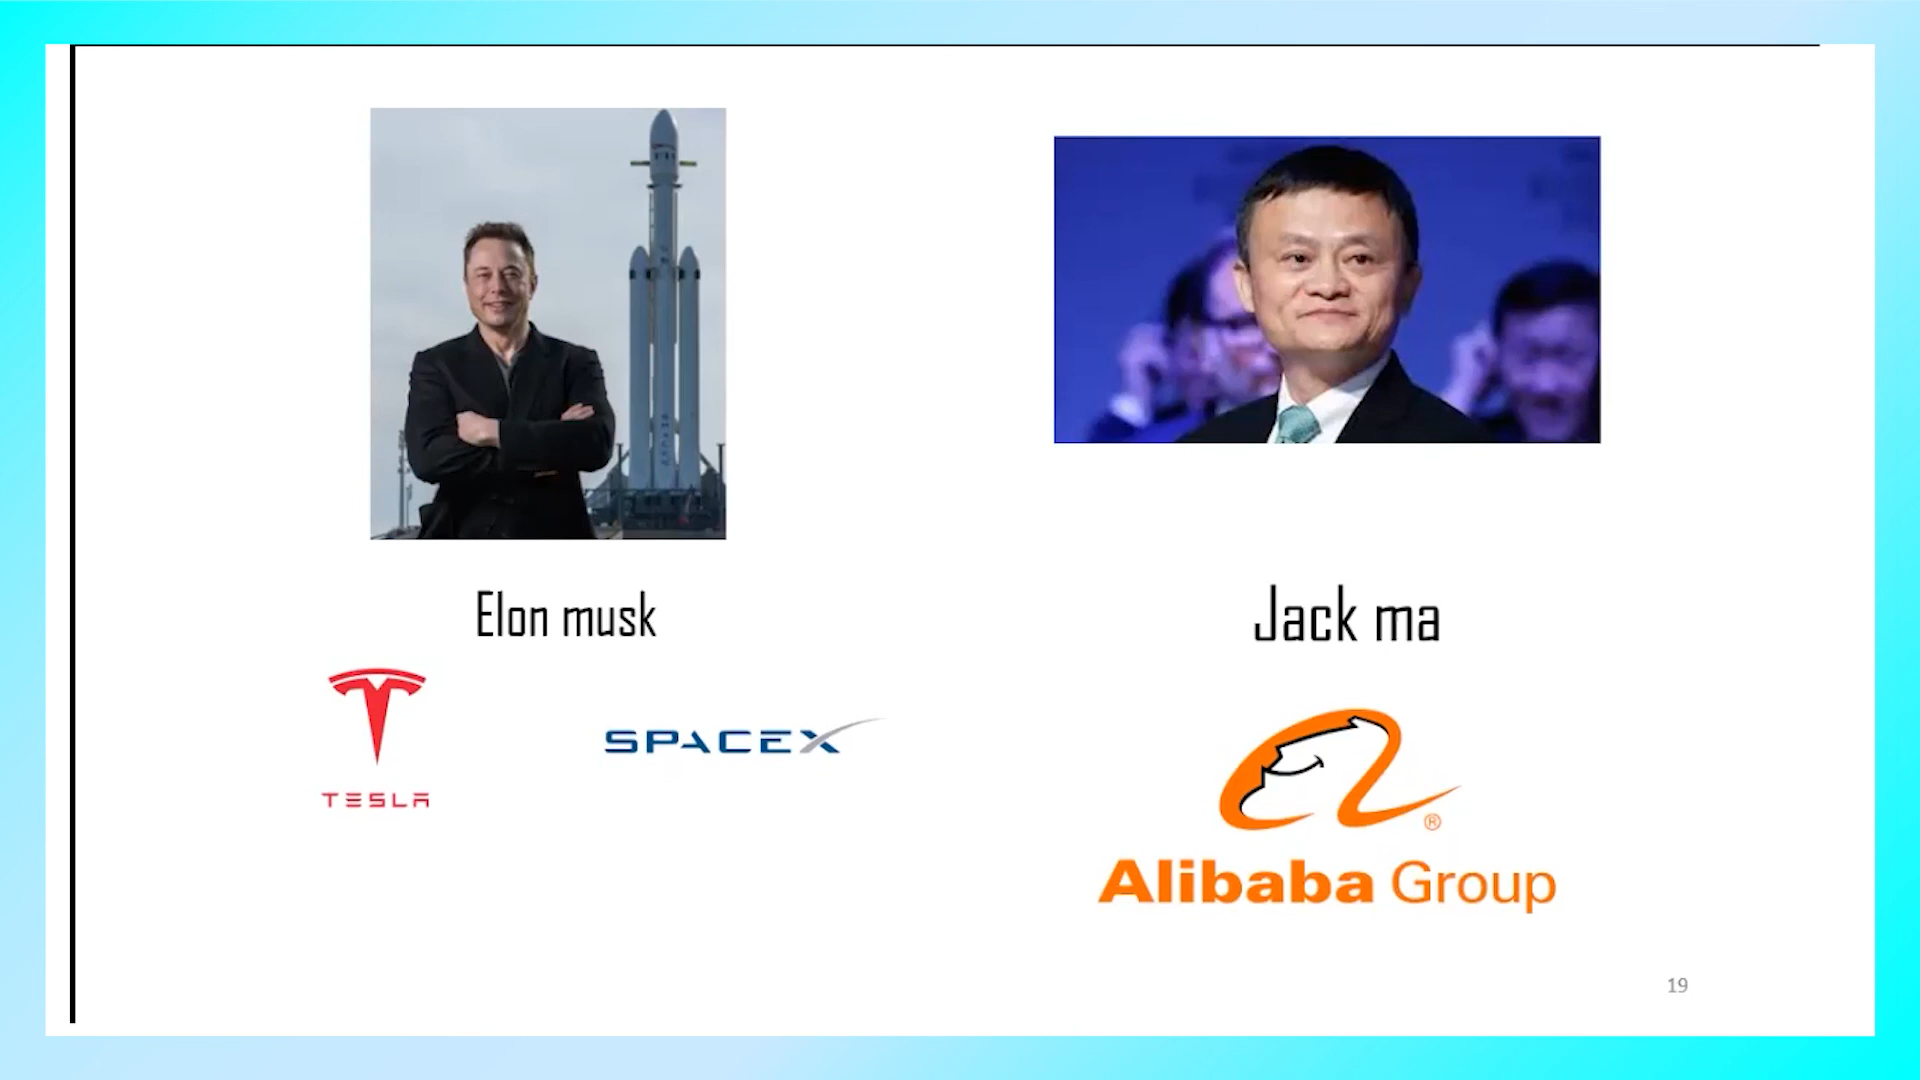 Elon musk
TESLA
SPACEX
Jack ma
®
Alibaba Group
19